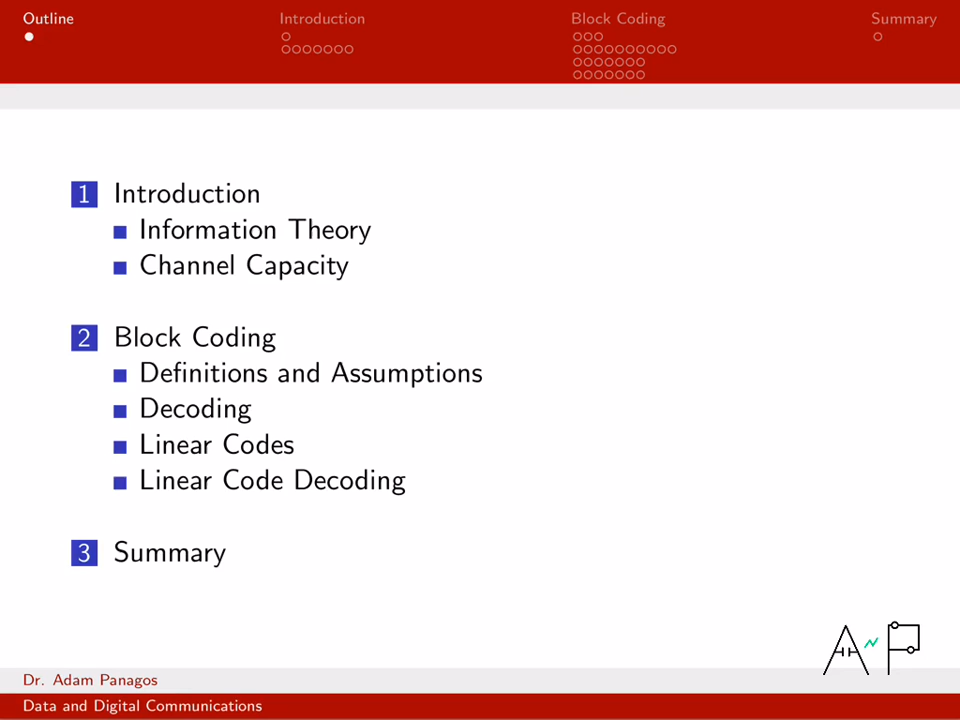 Outline
Introduction
Block Coding
Summary
1 Introduction
Information Theory
Channel Capacity
2 Block Coding
Definitions and Assumptions
Decoding
Linear Codes
Linear Code Decoding
3 Summary
AP
Dr. Adam Panagos
Data and Digital Communications